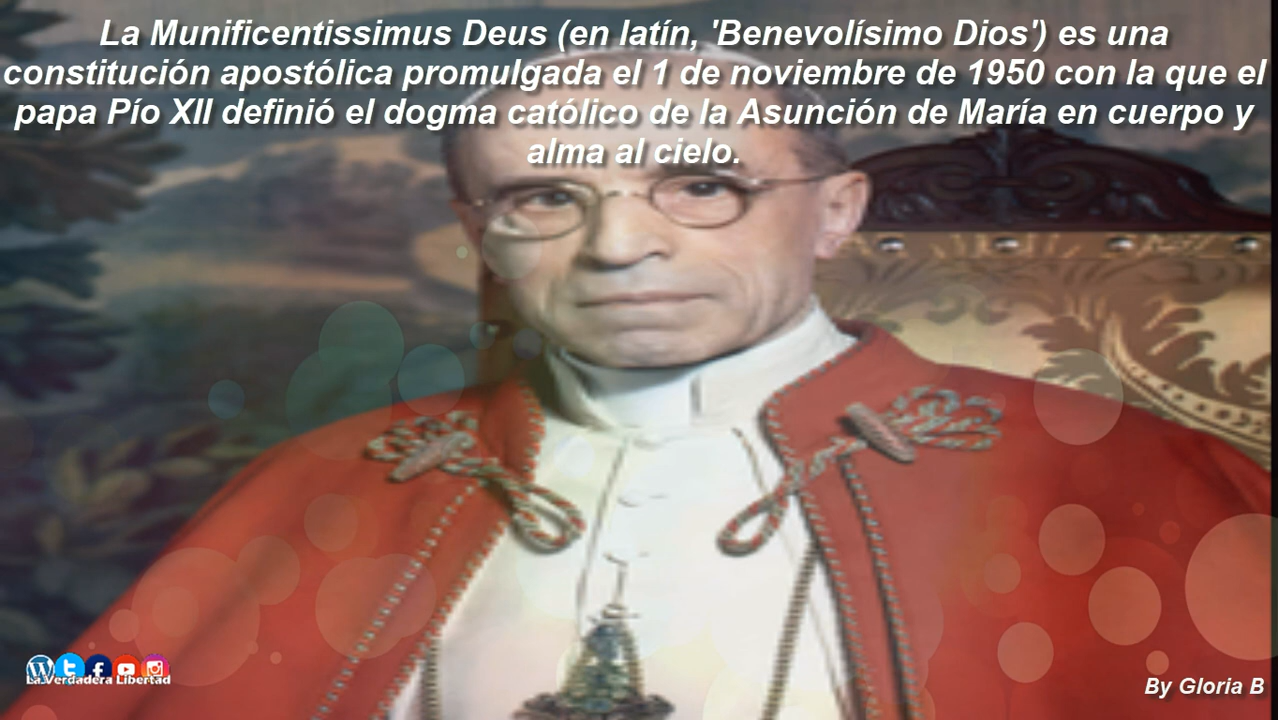 La Munificentissimus Deus (en latín, 'Benevolísimo Dios') es una
constitución apostólica promulgada el 1 de noviembre de 1950 con la que el
papa Pío XII definió el dogma católico de la Asunción de María en cuerpo y
alma al cielo.
La Verdadera Libertad
By Gloria B